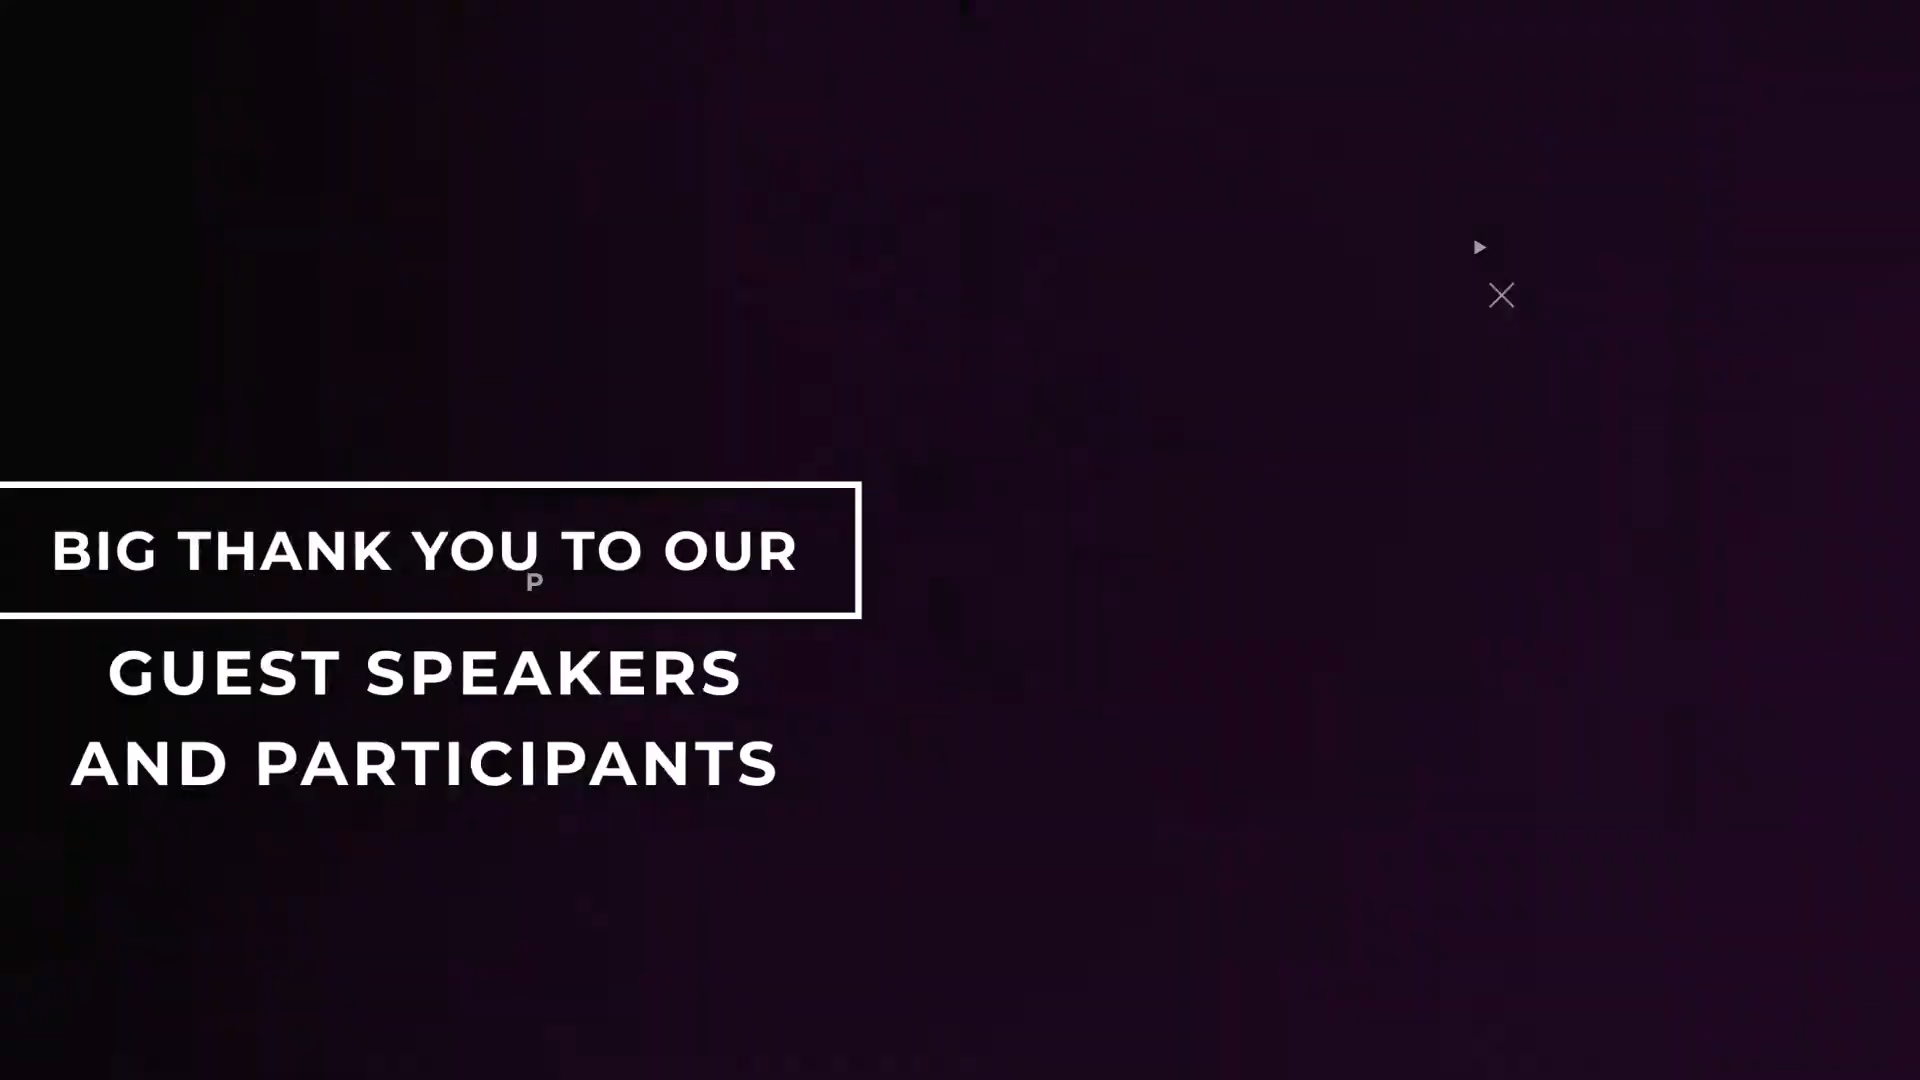 BIG THANK YOU TO OUR
P
GUEST SPEAKERS
AND PARTICIPANTS